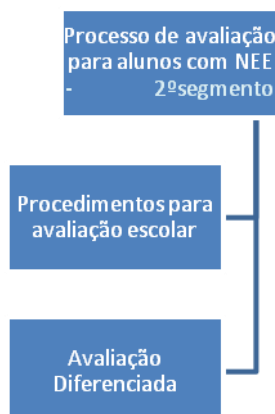 Processo de avaliação
para alunos com NEE
- 2ºsegmento
Procedimentos para
avaliação escolar
Avaliação
Diferenciada